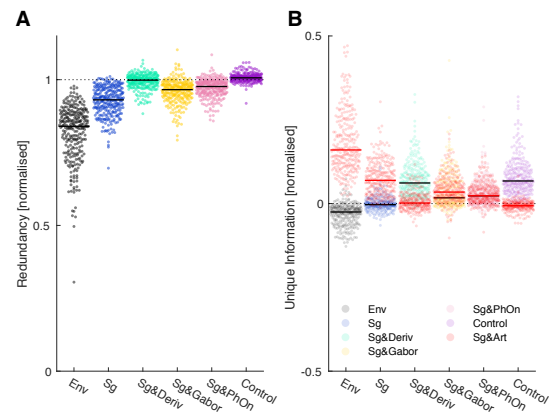 A
Redundancy [normalised]
1
0.5
0
Env
Sg
Sg&Deriv
Sg&Gabor
Sg&PhOn
Control
B
Unique Information [normalised]
0.5
0
-0.5
Env
Sg
Sg&Deriv
Sg&Gabor
Sg&PhOn
Control
Sg&Art
Env
Sg
Sg&Deriv
Sg&Gabor
Sg&PhOn
Control